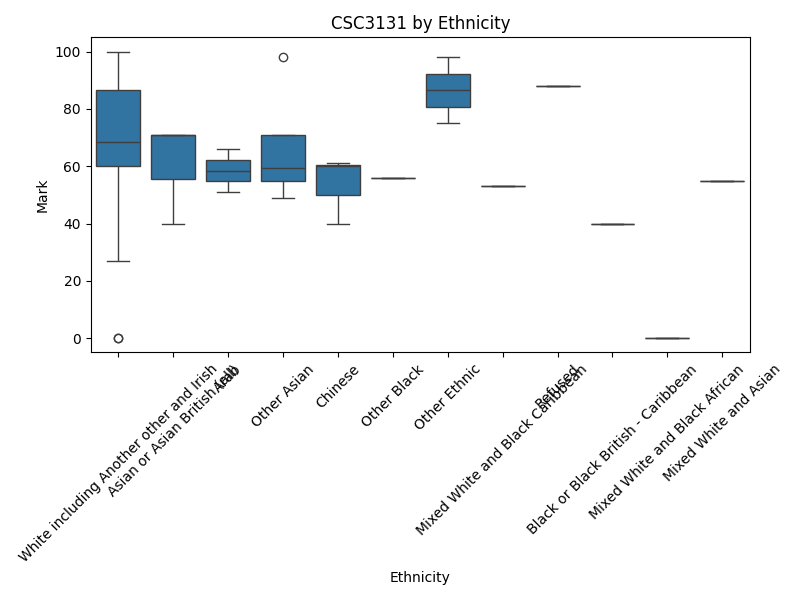 CSC3131 by Ethnicity
Mark
100
80
60
40
20
0
White including Another other and Irish
Asian or Asian British
Arab
Other Asian
Chinese
Other Black
Other Ethnic
Mixed White and Black Caribbean
Refused
Black or Black British - Caribbean
Mixed White and Black African
Mixed White and Asian
Ethnicity